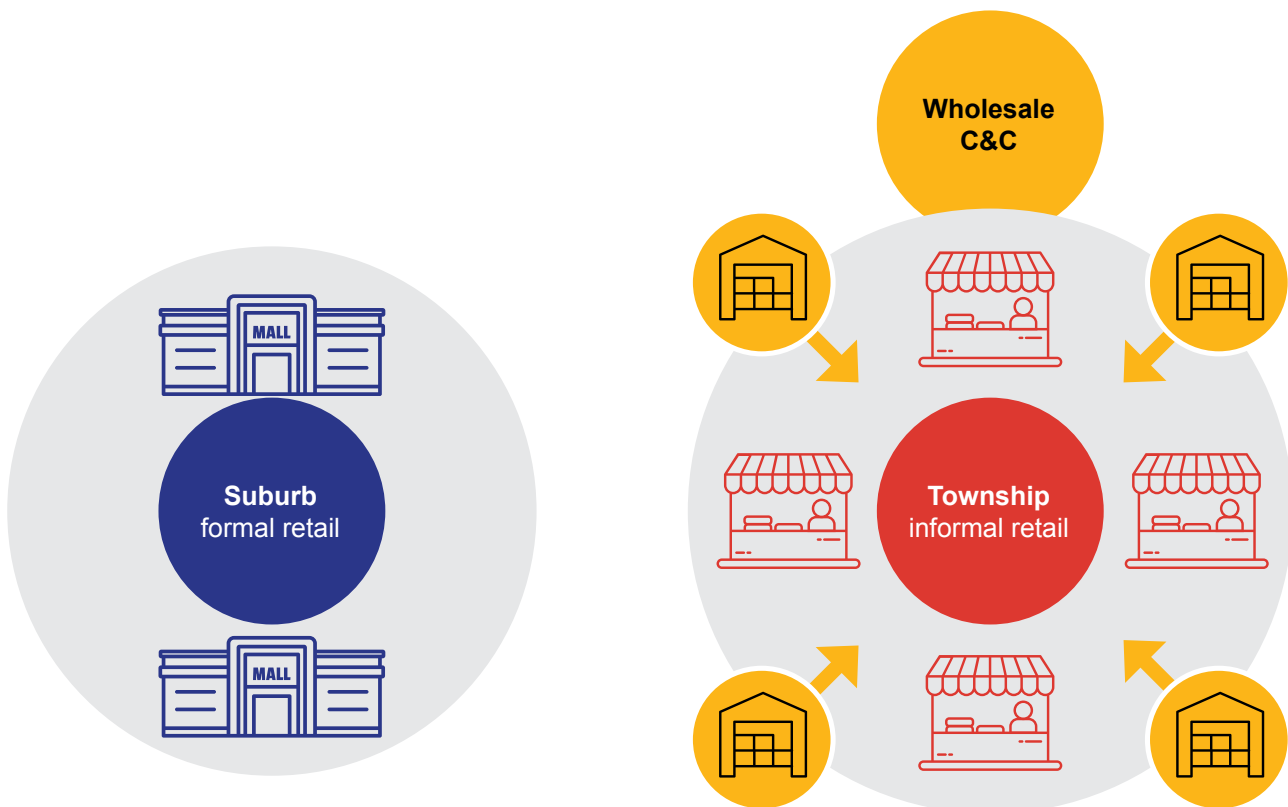 Wholesale
C&C
MALL
Suburb
formal retail
MALL
Township
informal retail